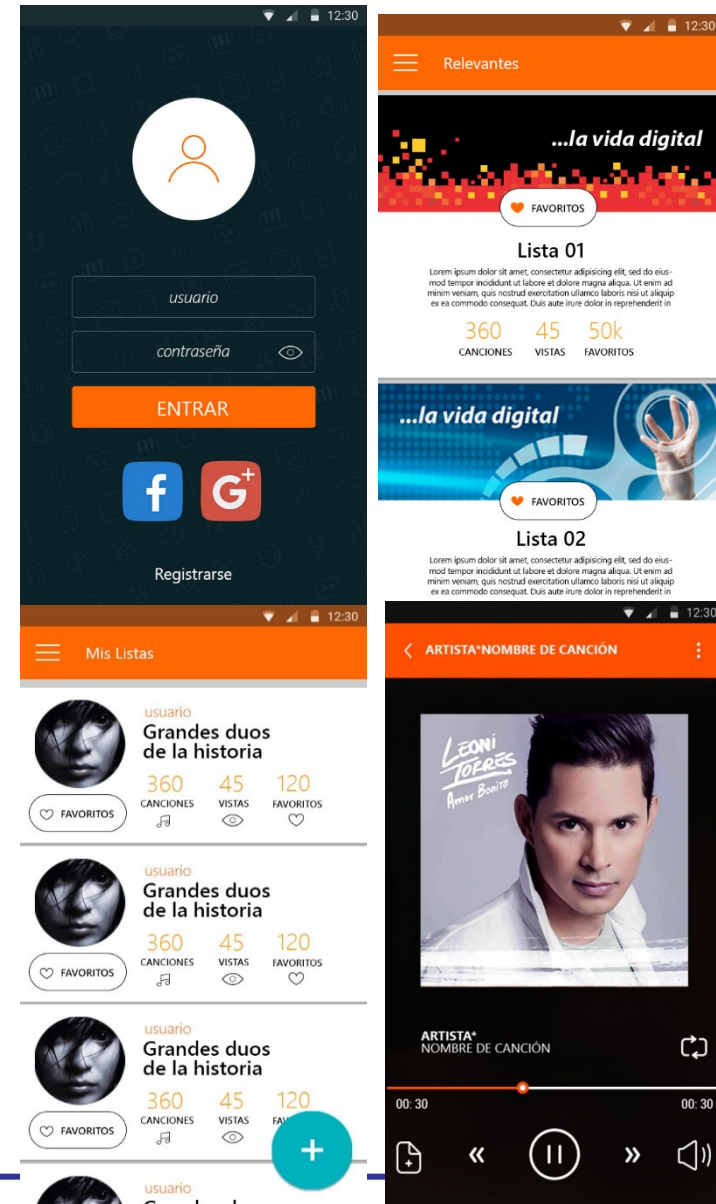 12:30
usuario
contraseña
ENTRAR
f
G+
Registrarse
12:30
Relevantes
...la vida digital
FAVORITOS
Lista 01
Lorem ipsum dolor sit amet, consectetur adipisicing elit, sed do eius-
mod tempor incididunt ut labore et dolore magna aliqua. Ut enim ad
minim veniam, quis nostrud exercitation ullamco laboris nisi ut aliquip
ex ea commodo consequat. Duis aute irure dolor in reprehenderit in
360 45 50k
CANCIONES VISTAS FAVORITOS
...la vida digital
FAVORITOS
Lista 02
Lorem ipsum dolor sit amet, consectetur adipisicing elit, sed do eius-
mod tempor incididunt ut labore et dolore magna aliqua. Ut enim ad
minim veniam, quis nostrud exercitation ullamco laboris nisi ut aliquip
ex ea commodo consequat. Duis aute irure dolor in reprehenderit in
12:30
Mis Listas
usuario
Grandes duos
de la historia
360 45 120
CANCIONES VISTAS FAVORITOS
FAVORITOS
usuario
Grandes duos
de la historia
360 45 120
CANCIONES VISTAS FAVORITOS
FAVORITOS
usuario
Grandes duos
de la historia
360 45 120
CANCIONES VISTAS
FAVORITOS
+
usuario
12:30
ARTISTA*NOMBRE DE CANCIÓN
LEONI
TORRES
Amor Bonito
ARTISTA*
NOMBRE DE CANCIÓN
00: 30 00: 30